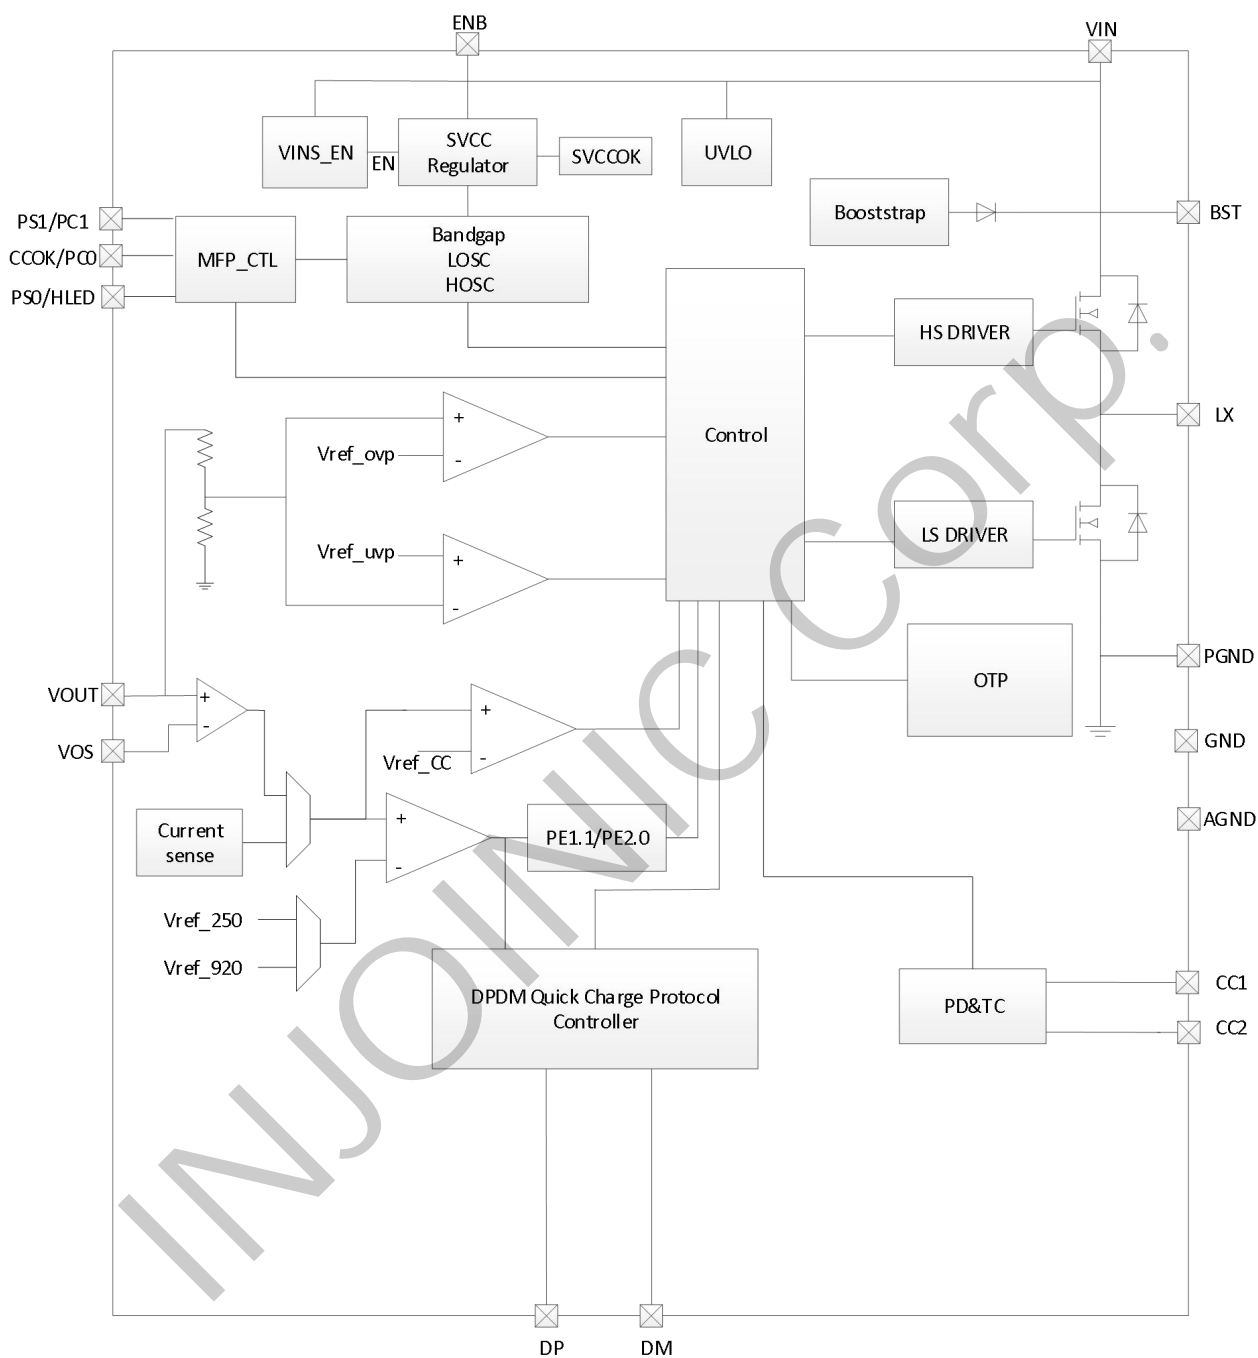 ENB
VIN
VINS_EN
EN
SVCC
Regulator
SVCCOK
UVLO
Booststrap
BST
PS1/PC1
CCOK/PC0
PS0/HLED
MFP_CTL
Bandgap
LOSC
HOSC
HS DRIVER
LX
Control
+
Vref_ovp
-
LS DRIVER
Vref_uvp
+
-
OTP
PGND
VOUT
+
-
VOS
+
Vref_CC
-
GND
Current
sense
+
-
PE1.1/PE2.0
AGND
Vref_250
Vref_920
DPDM Quick Charge Protocol
Controller
PD&TC
CC1
CC2
DP
DM
INJOINIC Corp.